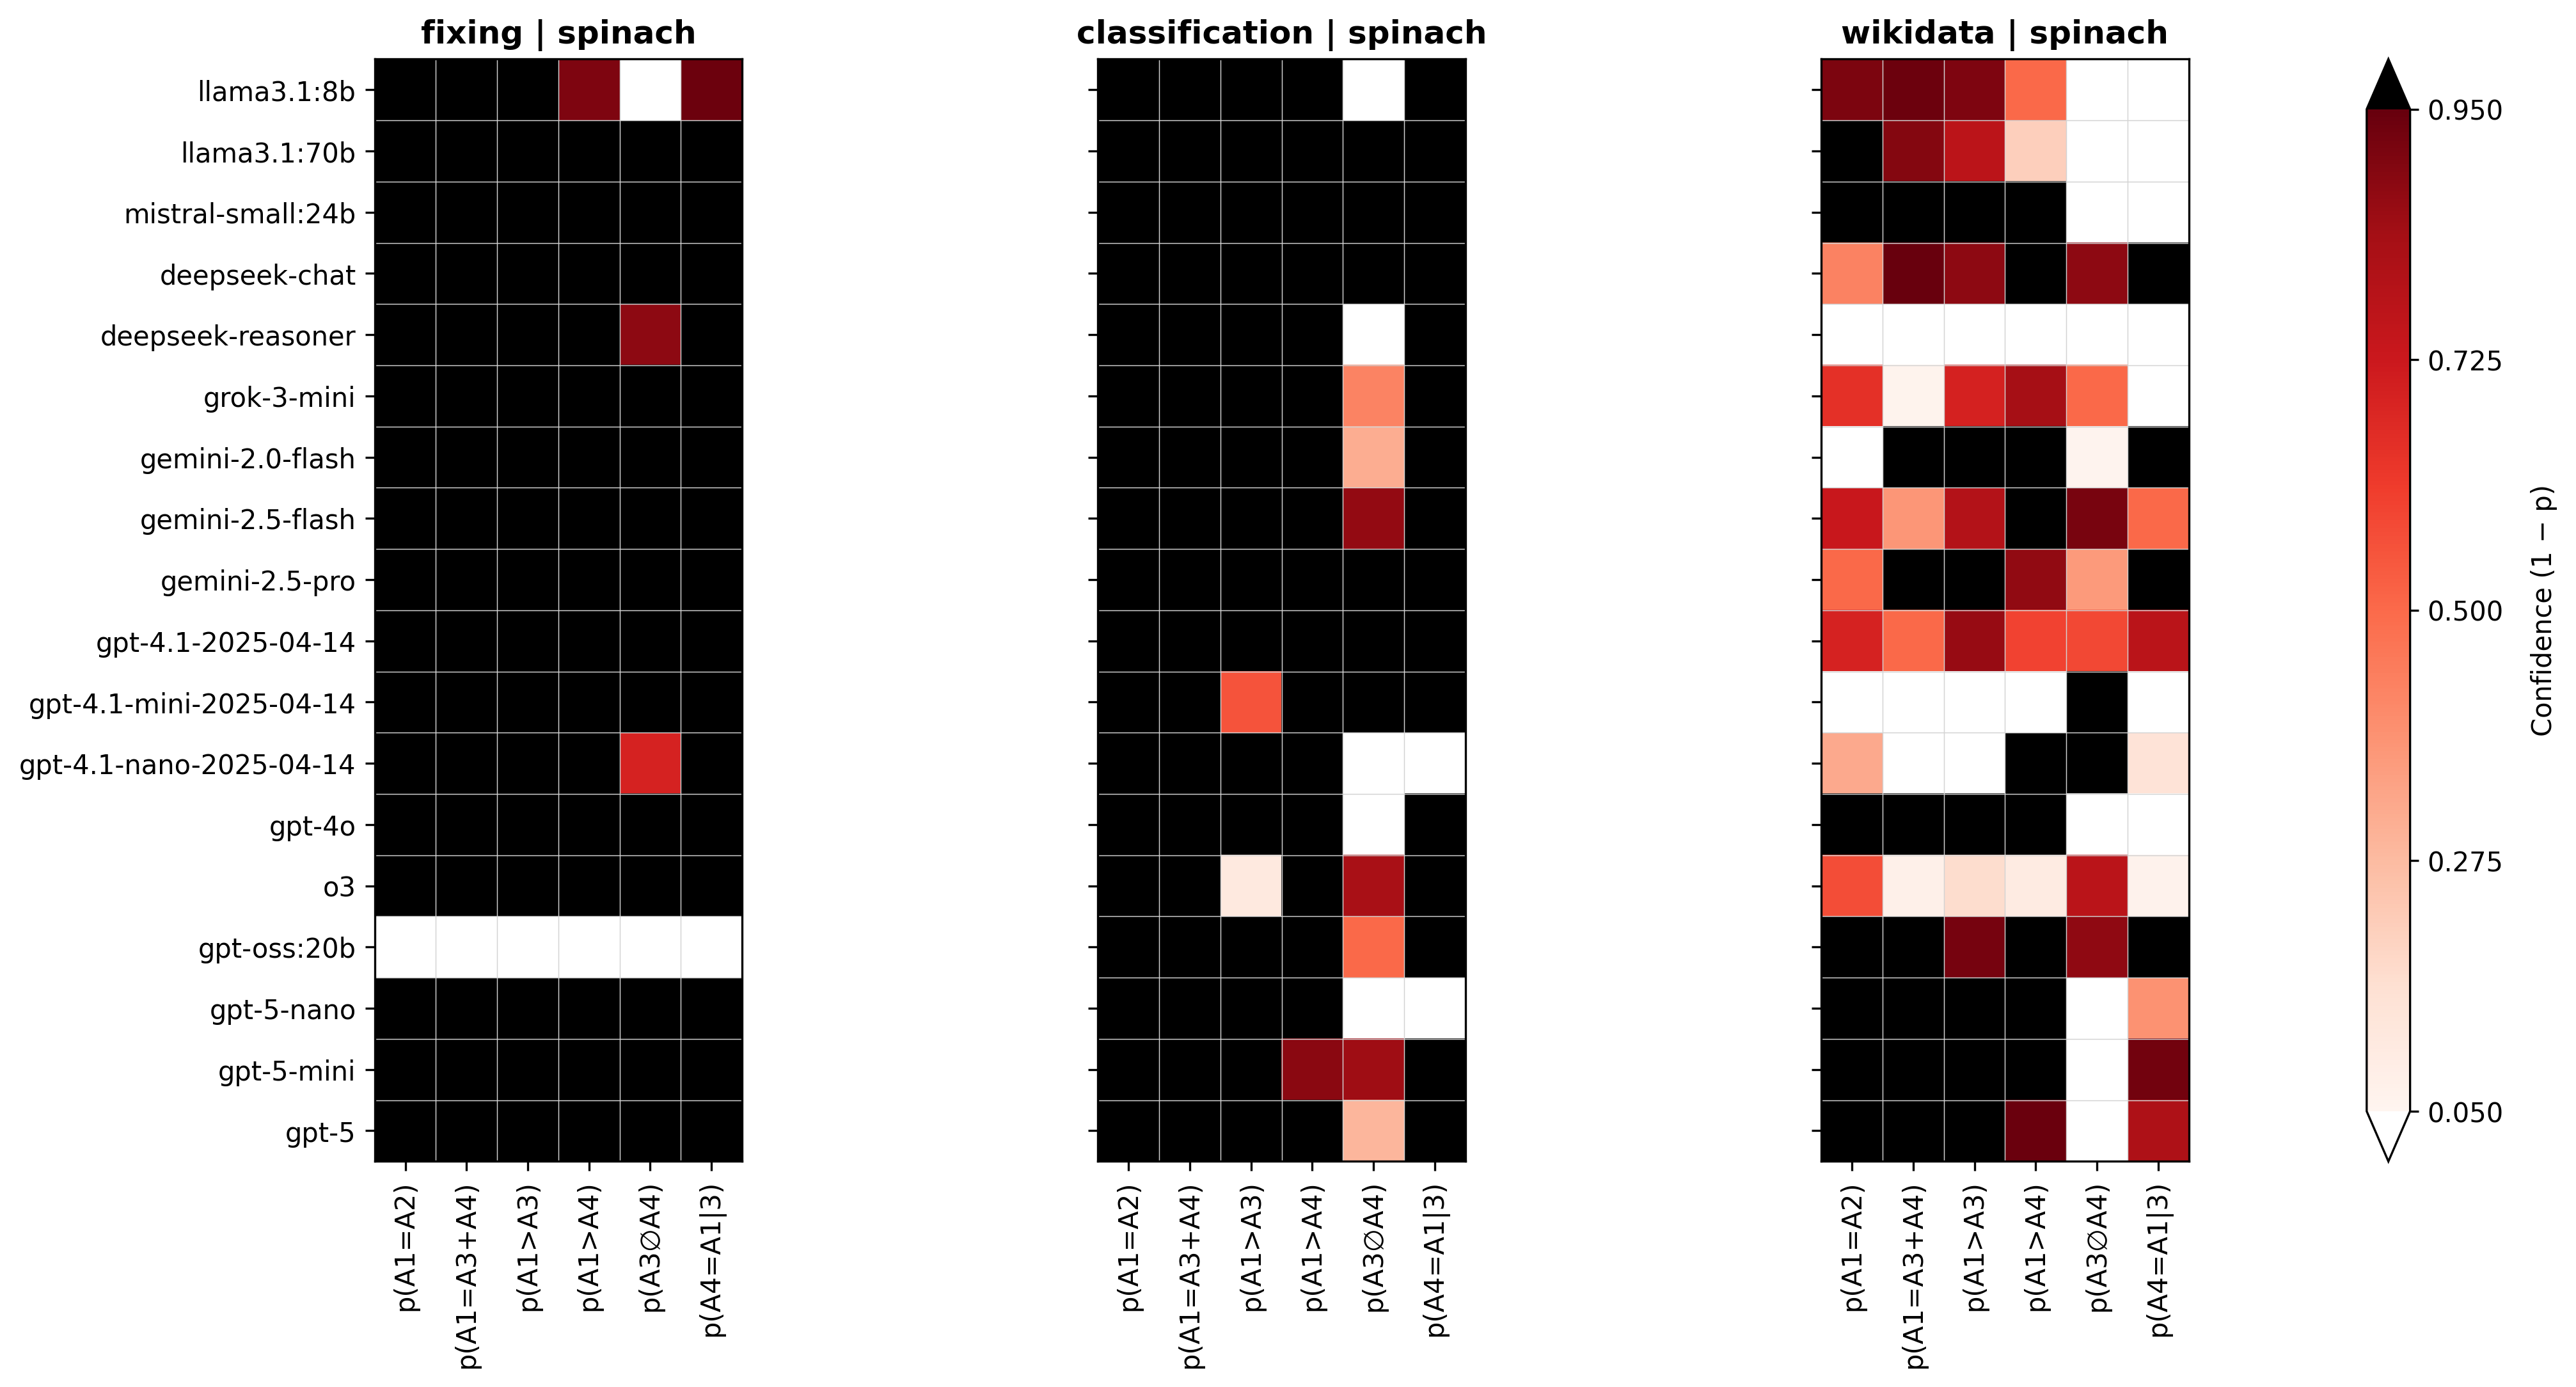 fixing | spinach
classification | spinach
wikidata | spinach
llama3.1:8b
llama3.1:70b
mistral-small:24b
deepseek-chat
deepseek-reasoner
grok-3-mini
gemini-2.0-flash
gemini-2.5-flash
gemini-2.5-pro
gpt-4.1-2025-04-14
gpt-4.1-mini-2025-04-14
gpt-4.1-nano-2025-04-14
gpt-4o
o3
gpt-oss:20b
gpt-5-nano
gpt-5-mini
gpt-5
p(A1=A2)
p(A1=A3+A4)
p(A1>A3)
p(A1>A4)
p(A3∅A4)
p(A4=A1|3)
p(A1=A2)
p(A1=A3+A4)
p(A1>A3)
p(A1>A4)
p(A3∅A4)
p(A4=A1|3)
p(A1=A2)
p(A1=A3+A4)
p(A1>A3)
p(A1>A4)
p(A3∅A4)
p(A4=A1|3)
0.950
0.725
0.500
0.275
0.050
Confidence (1 − p)